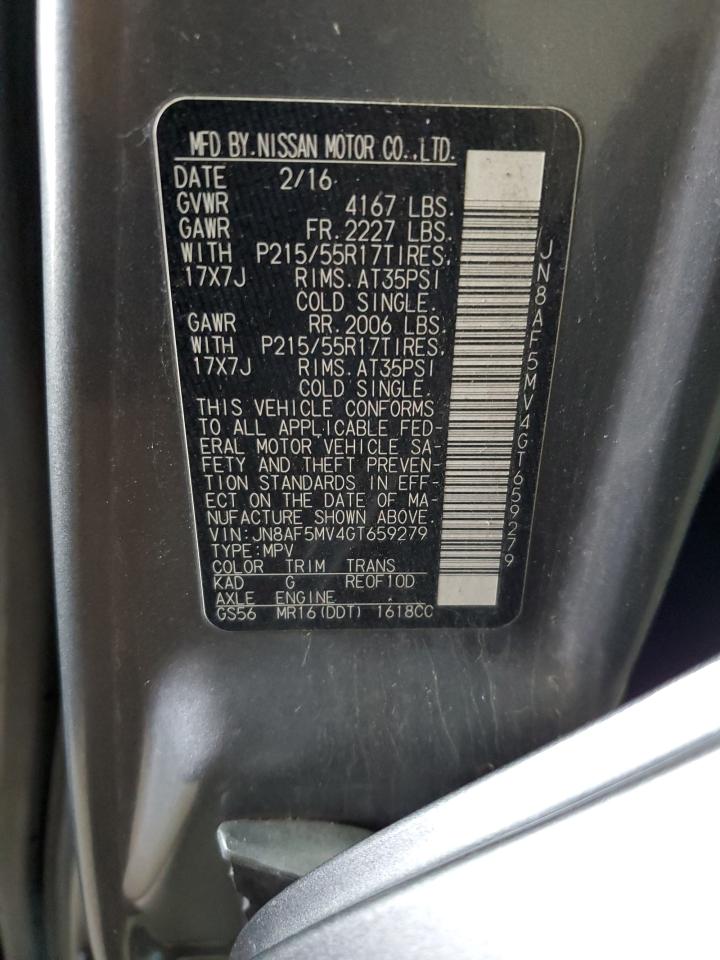 MFD BY.NISSAN MOTOR CO.,LTD.
DATE 2/16
GVWR 4167 LBS.
GAWR FR.2227 LBS.
WITH P215/55R17TIRES,
17X7J RIMS.AT35PSI
COLD SINGLE.
GAWR RR.2006 LBS.
WITH P215/55R17TIRES,
17X7J RIMS.AT35PSI
COLD SINGLE.
THIS VEHICLE CONFORMS
TO ALL APPLICABLE FED-
ERAL MOTOR VEHICLE SA-
FETY AND THEFT PREVEN-
TION STANDARDS IN EFF-
ECT ON THE DATE OF MA-
NUFACTURE SHOWN ABOVE.
VIN:JN8AF5MV4GT659279
TYPE:MPV
COLOR TRIM TRANS
KAD G RE0F10D
AXLE ENGINE
GS56 MR16(DDT) 1618CC
JN8AF5MV4GT659279